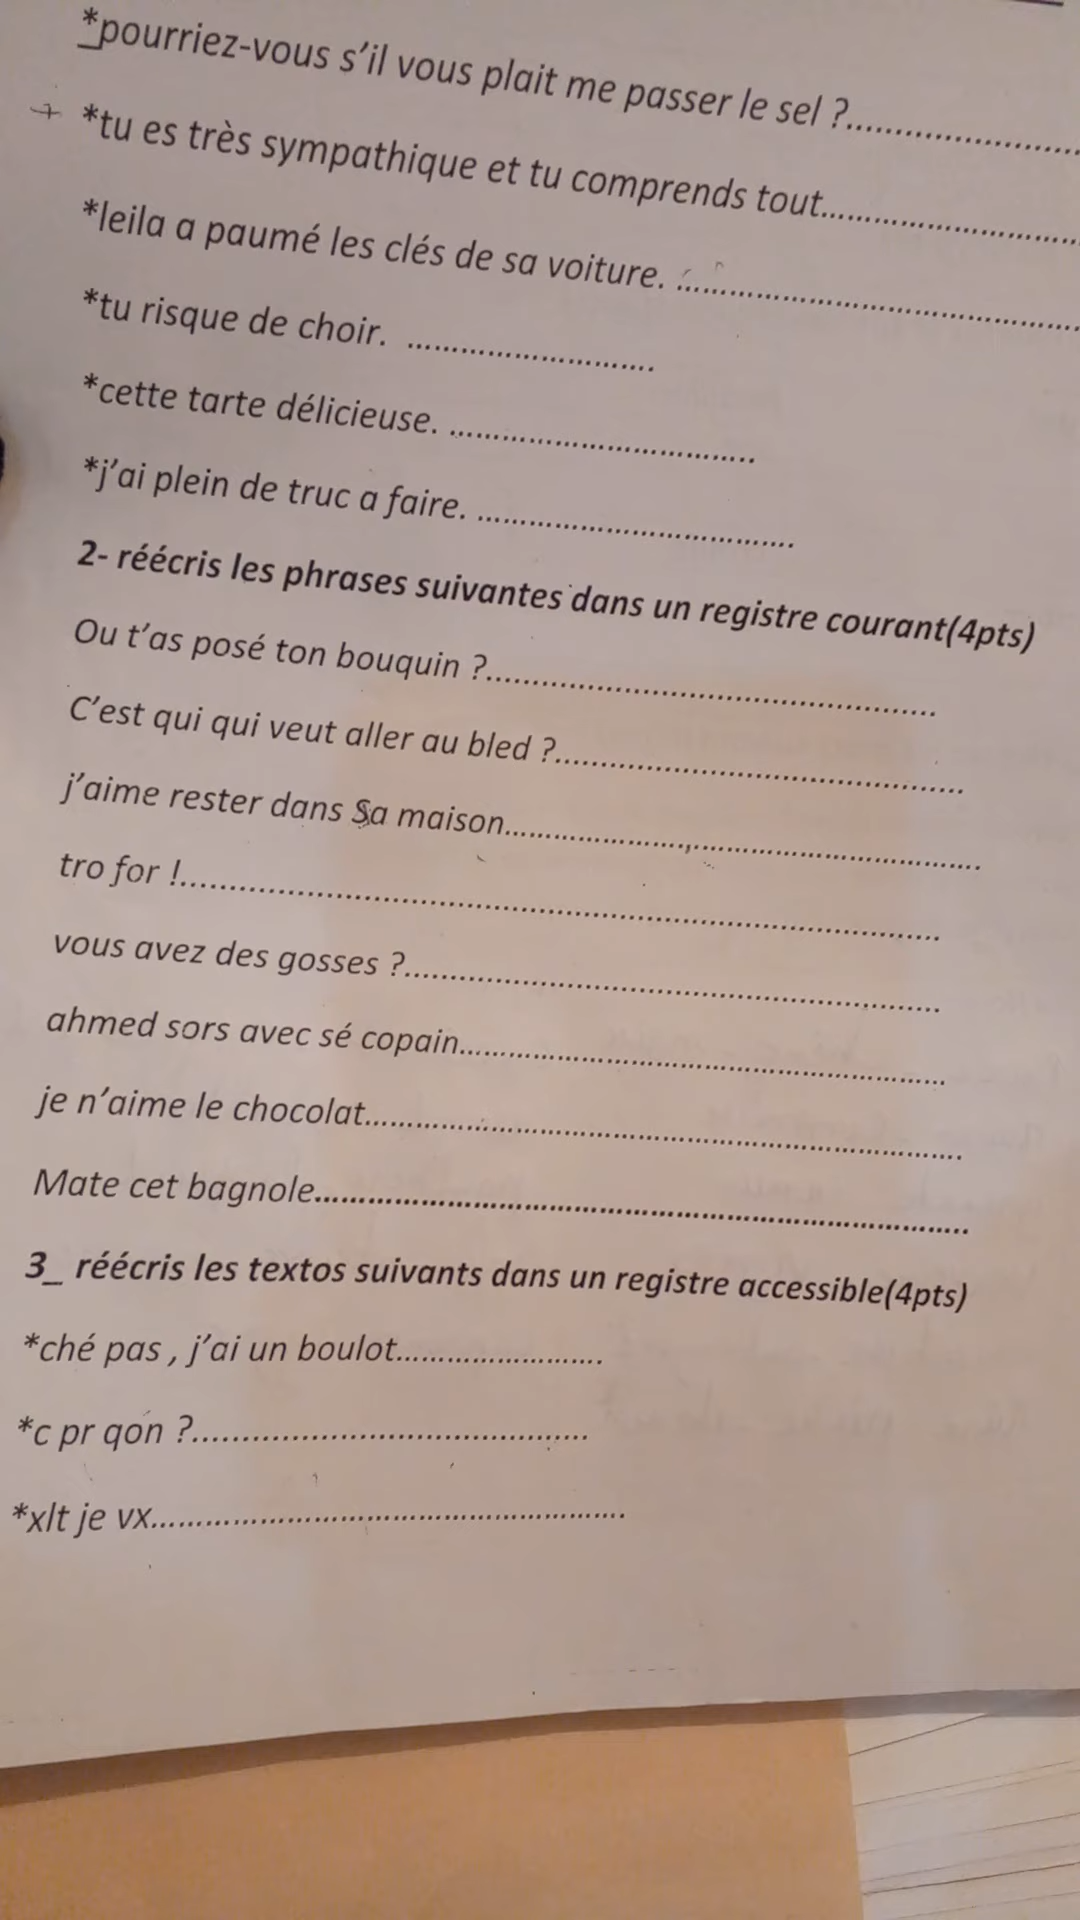 *pourriez-vous s'il vous plait me passer le sel ?........................
*tu es très sympathique et tu comprends tout...........................
*leila a paumé les clés de sa voiture. ........................................
*tu risque de choir. ............................
*cette tarte délicieuse. ..................................
*j'ai plein de truc a faire. ...................................
2- réécris les phrases suivantes dans un registre courant(4pts)
Ou t'as posé ton bouquin ?..................................................
C'est qui qui veut aller au bled ?..............................................
j'aime rester dans Sa maison.....................................................
tro for !.....................................................................................
vous avez des gosses ?............................................................
ahmed sors avec sé copain......................................................
je n'aime le chocolat...................................................................
Mate cet bagnole.........................................................................
3_ réécris les textos suivants dans un registre accessible(4pts)
*ché pas , j'ai un boulot.......................
*c pr qon ?............................................
*xlt je vx.....................................................